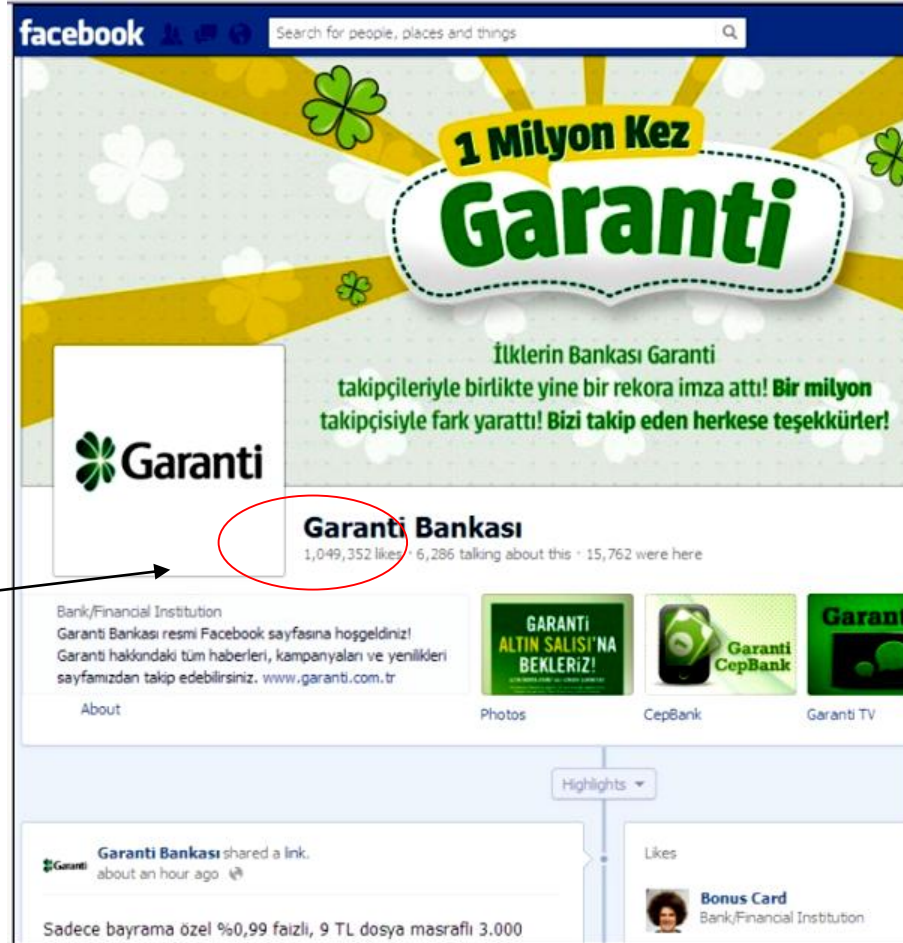 facebook
Search for people, places and things
1 Milyon Kez
Garanti
İlklerin Bankası Garanti
takipçileriyle birlikte yine bir rekora imza attı! Bir milyon
takipçisiyle fark yarattı! Bizi takip eden herkese teşekkürler!
Garanti
Garanti Bankası
1,049,352 likes · 6,286 talking about this · 15,762 were here
Bank/Financial Institution
Garanti Bankası resmi Facebook sayfasına hoşgeldiniz!
Garanti hakkındaki tüm haberleri, kampanyaları ve yenilikleri
sayfamızdan takip edebilirsiniz. www.garanti.com.tr
About
GARANTİ
ALTIN SALISI'NA
BEKLERİZ!
Photos
Garanti
CepBank
CepBank
Garant
Garanti TV
Highlights
Garanti
Garanti Bankası shared a link.
about an hour ago
Sadece bayrama özel %0,99 faizli, 9 TL dosya masraflı 3.000
Likes
Bonus Card
Bank/Financial Institution